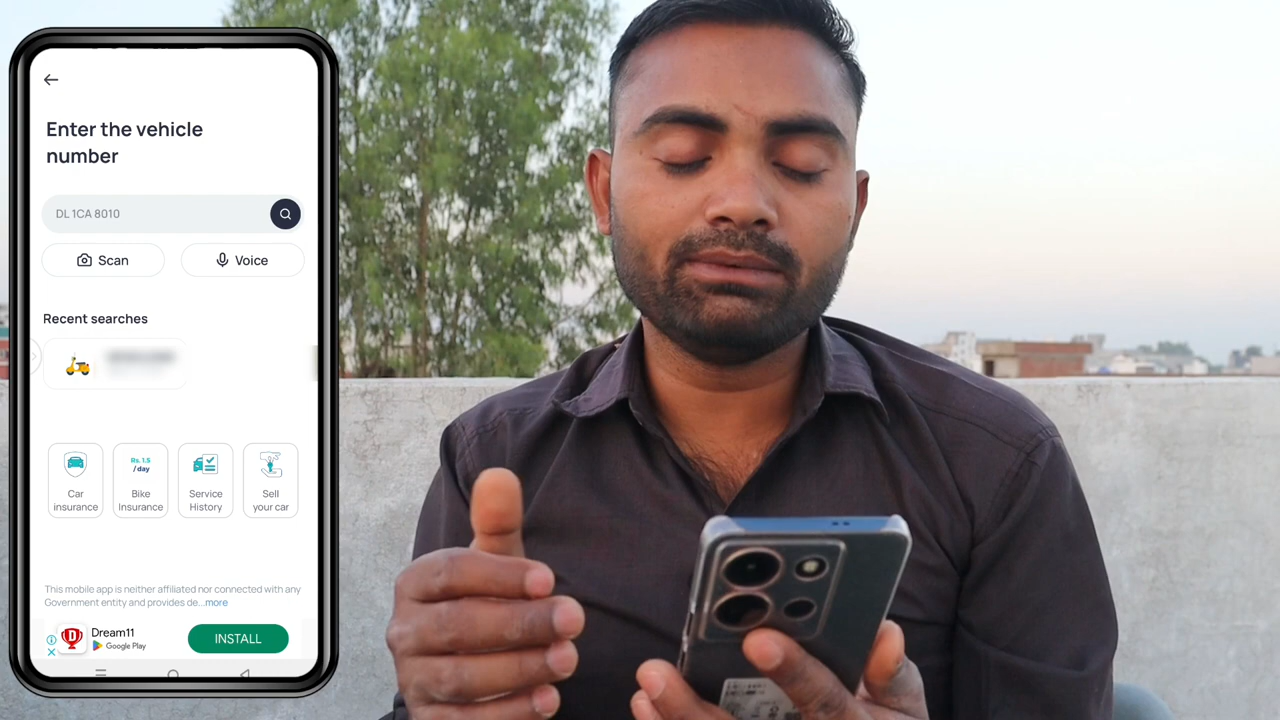 Enter the vehicle
number
DL 1CA 8010
Scan
Voice
Recent searches
Rs. 1.5
/day
Car
insurance
Bike
Insurance
Service
History
Sell
your car
This mobile app is neither affiliated nor connected with any
Government entity and provides de...more
Dream11
Google Play
INSTALL